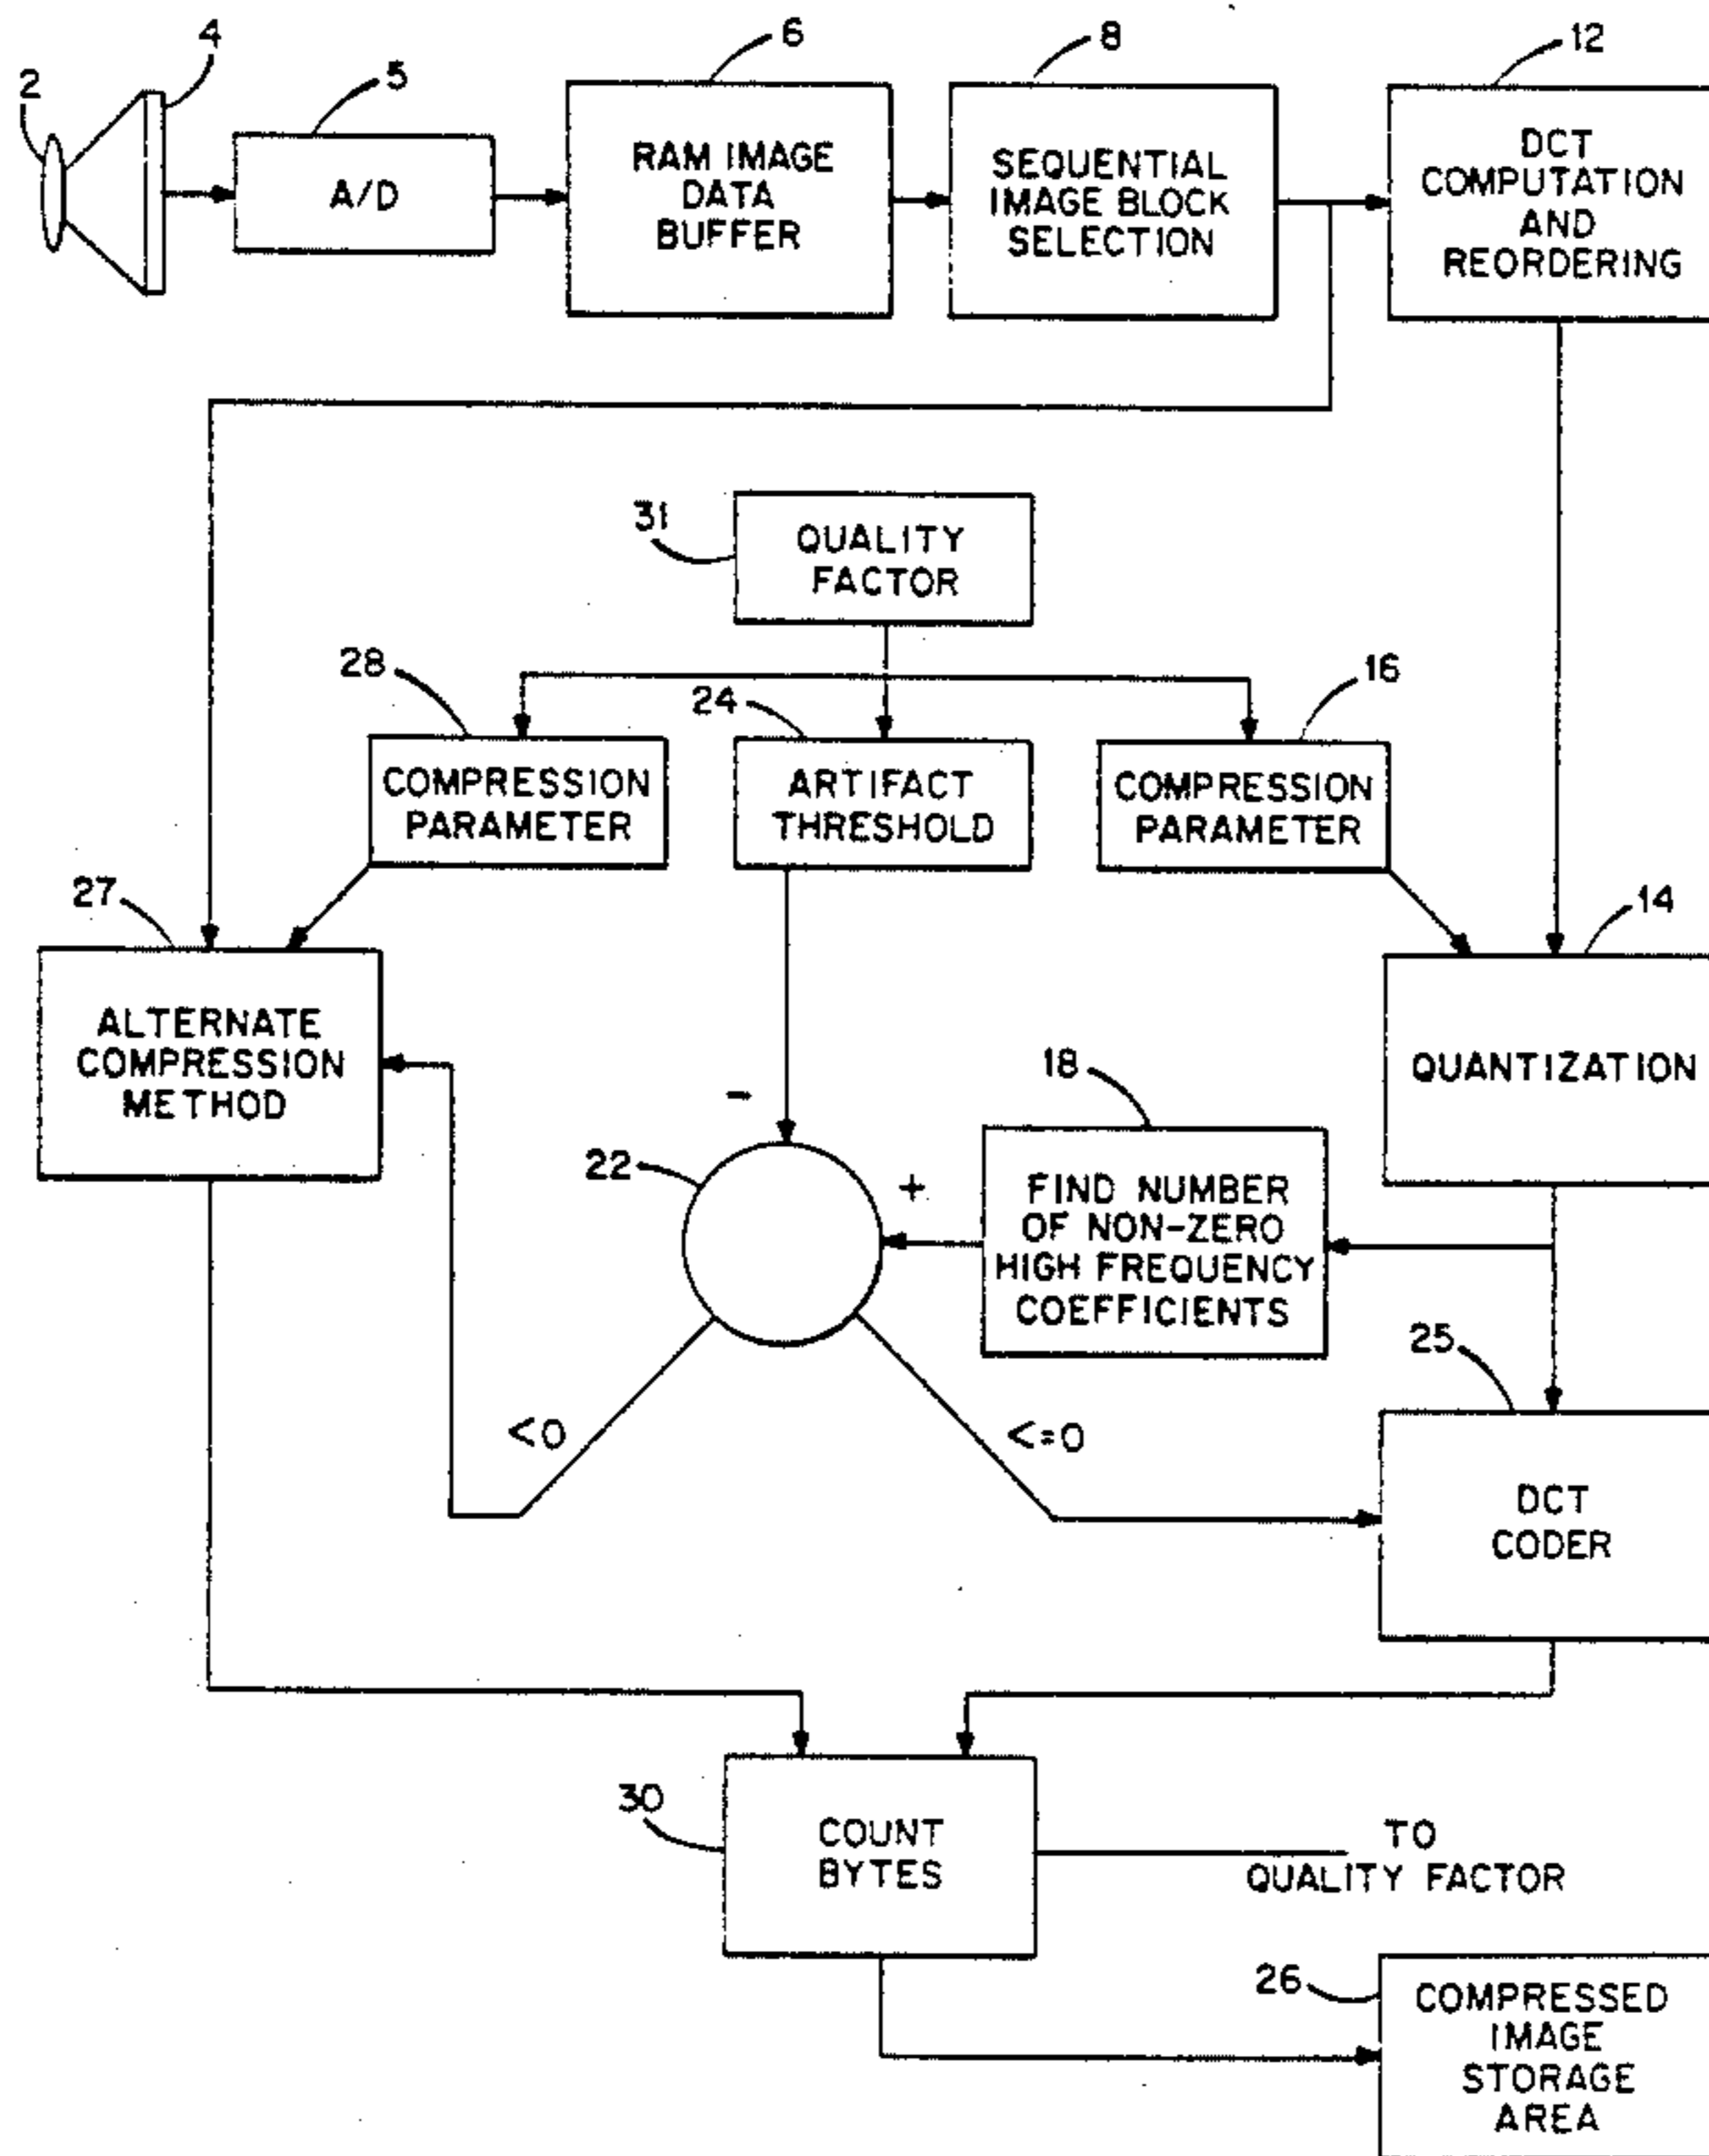 2
4
5
6
8
12
A/D
RAM IMAGE
DATA
BUFFER
SEQUENTIAL
IMAGE BLOCK
SELECTION
DCT
COMPUTATION
AND
REORDERING
31
QUALITY
FACTOR
28
24
16
COMPRESSION
PARAMETER
ARTIFACT
THRESHOLD
COMPRESSION
PARAMETER
27
14
ALTERNATE
COMPRESSION
METHOD
QUANTIZATION
-
18
22
+
FIND NUMBER
OF NON-ZERO
HIGH FREQUENCY
COEFFICIENTS
25
<0
<=0
DCT
CODER
30
COUNT
BYTES
TO
QUALITY FACTOR
26
COMPRESSED
IMAGE
STORAGE
AREA